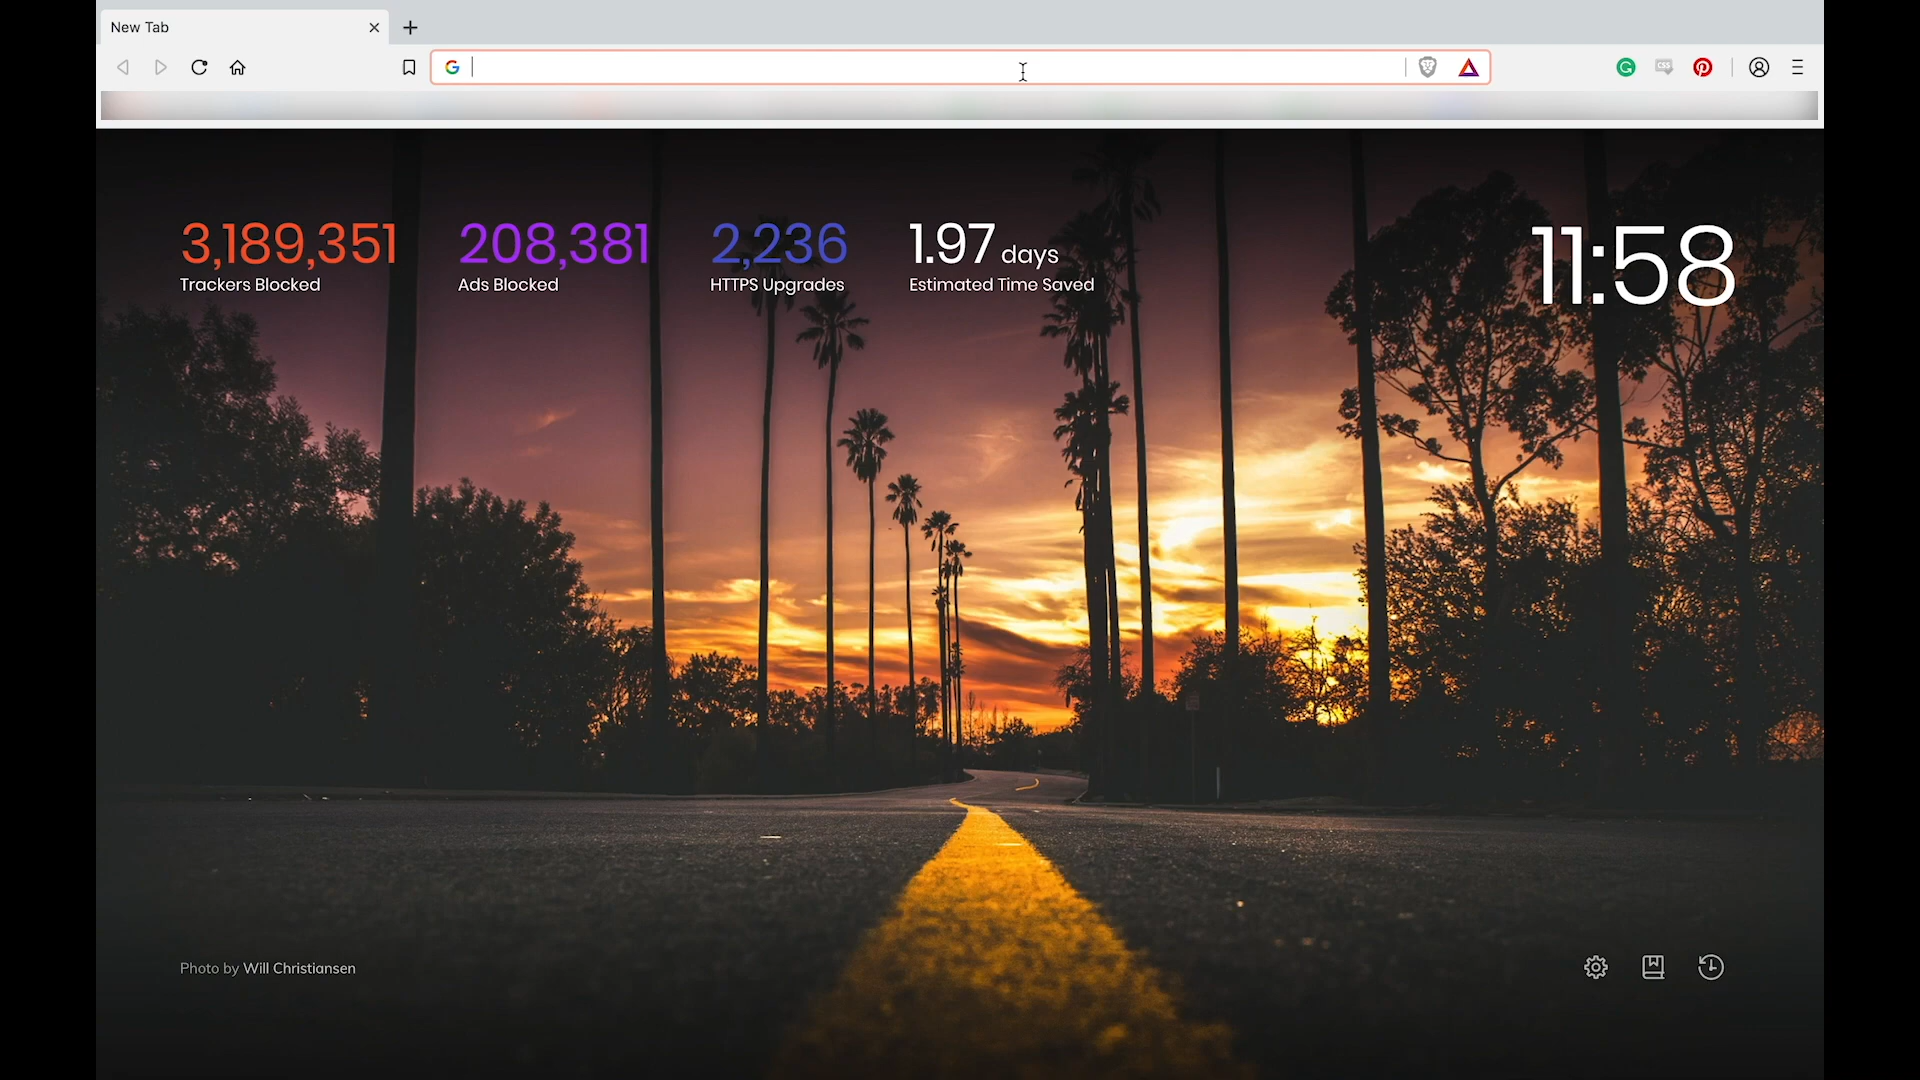 New Tab
CSS
3,189,351
Trackers Blocked
208,381
Ads Blocked
2,236
HTTPS Upgrades
1.97 days
Estimated Time Saved
11:58
Photo by Will Christiansen